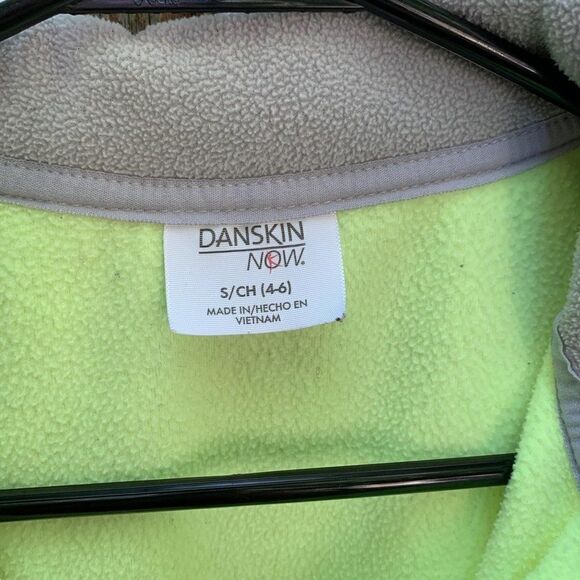 DANSKIN
NOW.
S/CH (4-6)
MADE IN/HECHO EN
VIETNAM